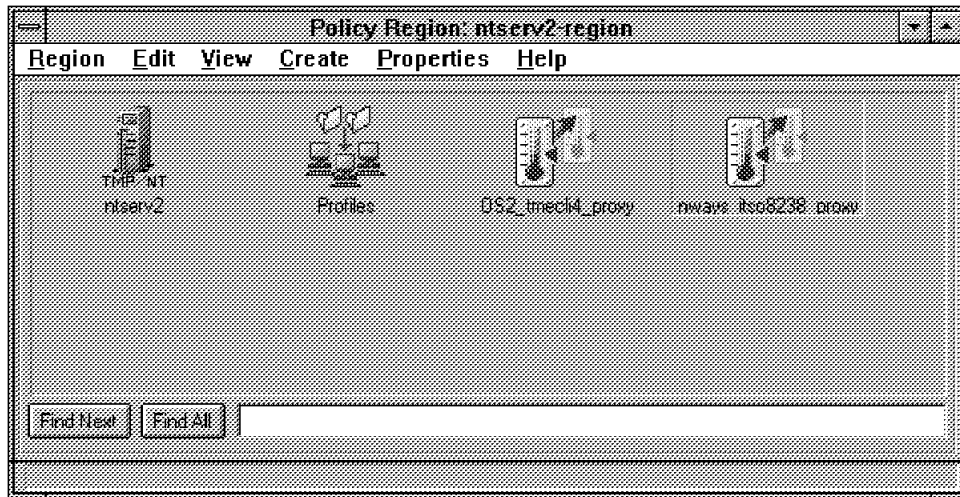 Policy Region: ntserv2-region
Region Edit View Create Properties Help
TMP NT
ntserv2 Profiles OS2_tmecli4_proxy nways_itso8238_proxy
Find Next Find All